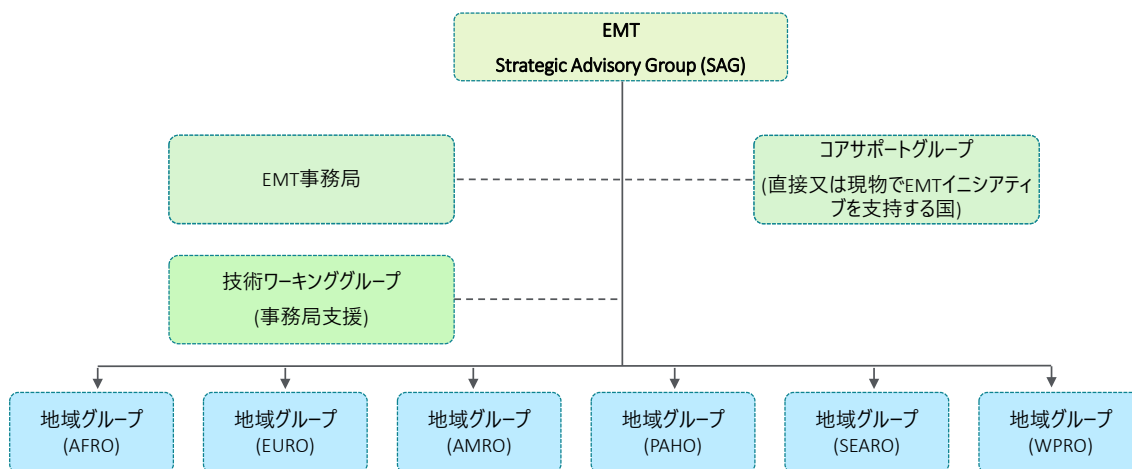 EMT
Strategic Advisory Group (SAG)
EMT事務局
コアサポートグループ
(直接又は現物でEMTイニシアティ
ブを支持する国)
技術ワーキンググループ
(事務局支援)
地域グループ
(AFRO)
地域グループ
(EURO)
地域グループ
(AMRO)
地域グループ
(PAHO)
地域グループ
(SEARO)
地域グループ
(WPRO)